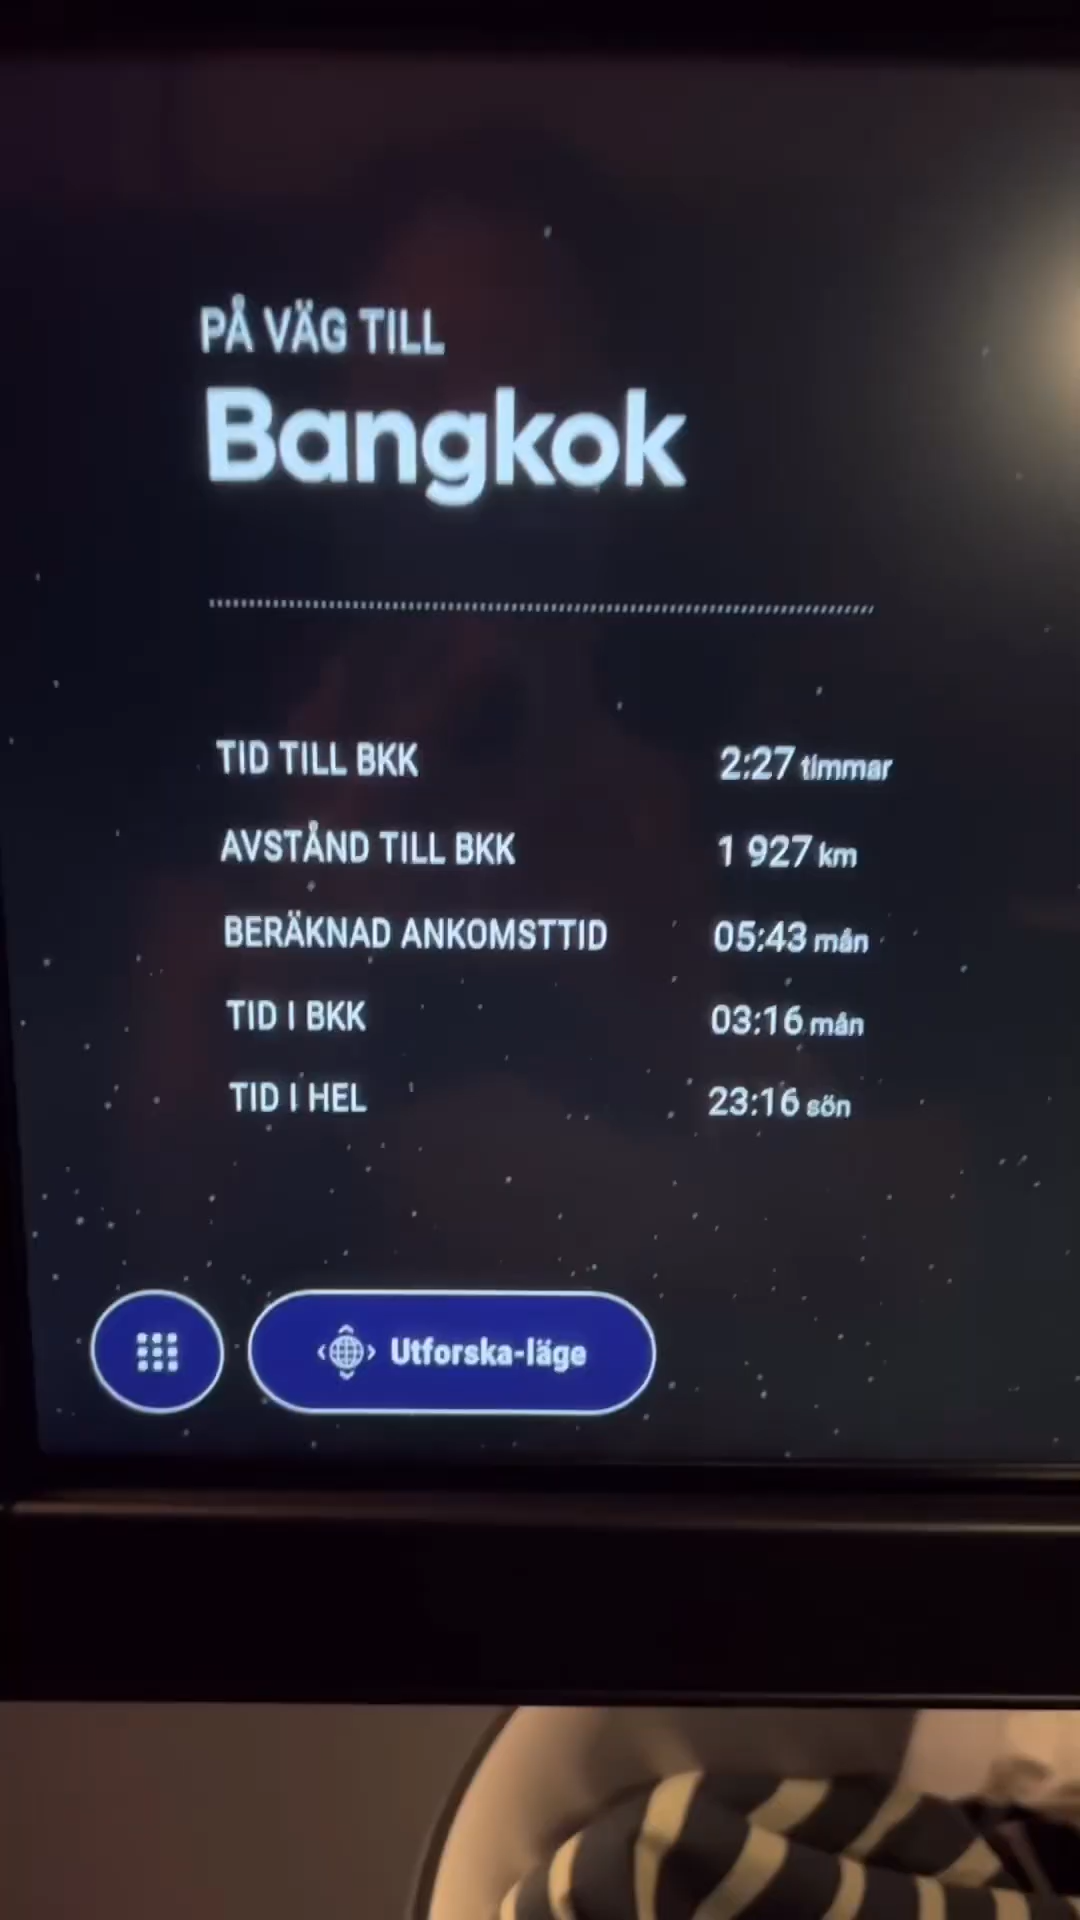 PÅ VÄG TILL
Bangkok
TID TILL BKK 2:27 timmar
AVSTÅND TILL BKK 1 927 km
BERÄKNAD ANKOMSTTID 05:43 mån
TID I BKK 03:16 mån
TID I HEL 23:16 sön
Utforska-läge